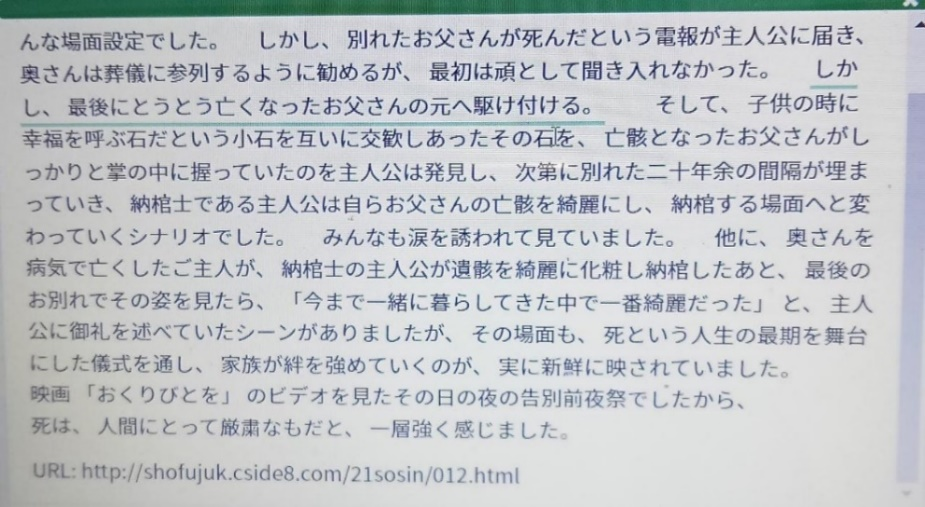 んな場面設定でした。　しかし、別れたお父さんが死んだという電報が主人公に届き、
奥さんは葬儀に参列するように勧めるが、最初は頑として聞き入れなかった。　しか
し、最後にとうとう亡くなったお父さんの元へ駆け付ける。　　そして、子供の時に
幸福を呼ぶ石だという小石を互いに交歓しあったその石を、亡骸となったお父さんがし
っかりと掌の中に握っていたのを主人公は発見し、次第に別れた二十年余の間隔が埋ま
っていき、納棺士である主人公は自らお父さんの亡骸を綺麗にし、納棺する場面へと変
わっていくシナリオでした。　みんなも涙を誘われて見ていました。　他に、奥さんを
病気で亡くしたご主人が、納棺士の主人公が遺骸を綺麗に化粧し納棺したあと、最後の
お別れでその姿を見たら、「今まで一緒に暮らしてきた中で一番綺麗だった」と、主人
公に御礼を述べていたシーンがありましたが、その場面も、死という人生の最期を舞台
にした儀式を通し、家族が絆を強めていくのが、実に新鮮に映されていました。
映画「おくりびとを」のビデオを見たその日の夜の告別前夜祭でしたから、
死は、人間にとって厳粛なもだと、一層強く感じました。
URL: http://shofujuk.cside8.com/21sosin/012.html